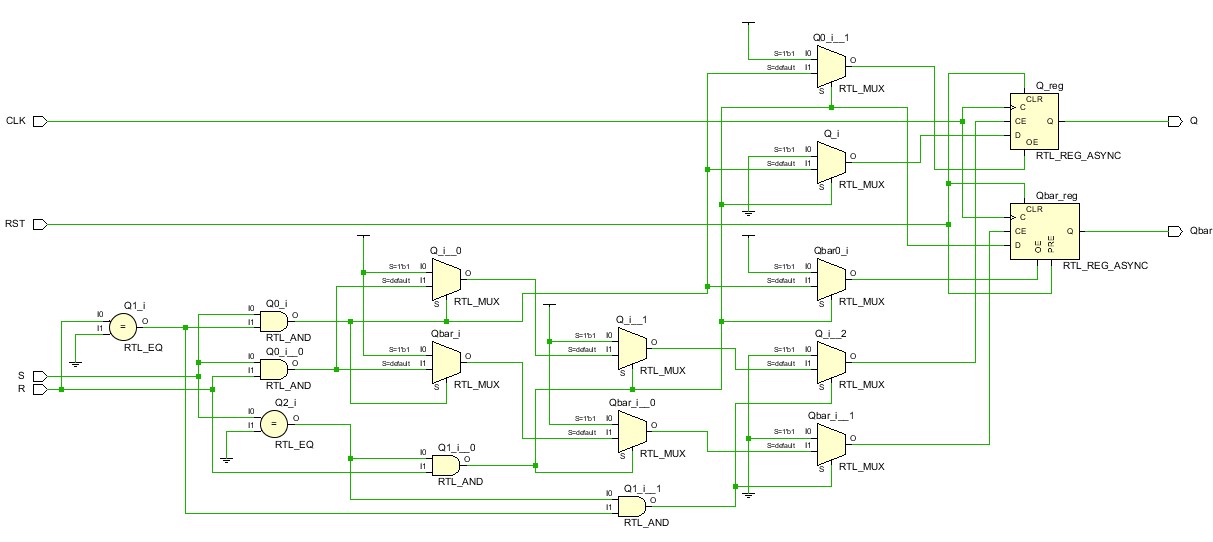 Q0_i__1
S=1'b1 I0
S=default I1
O
S
RTL_MUX
Q_reg
CLR
C
CE
Q
D
OE
RTL_REG_ASYNC
CLK
Q
Q_i
S=1'b1 I0
S=default I1
O
S
RTL_MUX
Qbar_reg
CLR
C
CE
Q
D
OE
PRE
RTL_REG_ASYNC
RST
Qbar
Q_i__0
S=1'b1 I0
S=default I1
O
S
RTL_MUX
Qbar0_i
S=1'b1 I0
S=default I1
O
S
RTL_MUX
Q1_i
I0
I1
=
O
RTL_EQ
Q0_i
I0
I1
O
RTL_AND
Qbar_i
S=1'b1 I0
S=default I1
O
S
RTL_MUX
Q_i__1
S=1'b1 I0
S=default I1
O
S
RTL_MUX
Q_i__2
S=1'b1 I0
S=default I1
O
S
RTL_MUX
Q0_i__0
I0
I1
O
RTL_AND
S
R
Q2_i
I0
I1
=
O
RTL_EQ
Qbar_i__0
S=1'b1 I0
S=default I1
O
S
RTL_MUX
Qbar_i__1
S=1'b1 I0
S=default I1
O
S
RTL_MUX
Q1_i__0
I0
I1
O
RTL_AND
Q1_i__1
I0
I1
O
RTL_AND